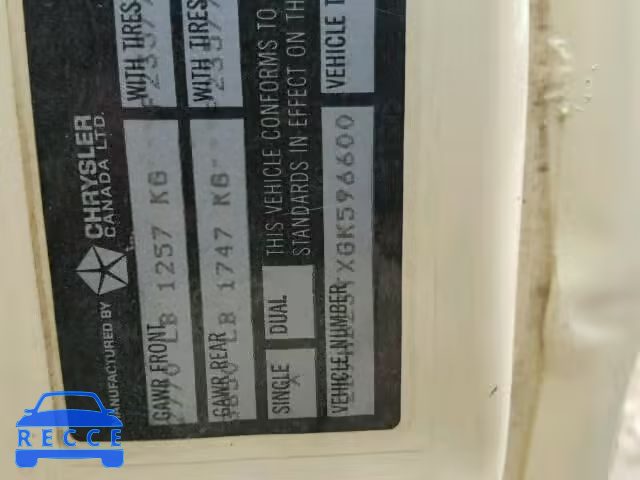 MANUFACTURED BY
CHRYSLER
CANADA LTD.
GAWR FRONT
WITH TIRES
LB 1257 KG
GAWR REAR
WITH TIRES
LB 1747 KG
SINGLE
X
DUAL
THIS VEHICLE CONFORMS TO
STANDARDS IN EFFECT ON TH
VEHICLE NUMBER
VEHICLE T
XGK596600
RECCE